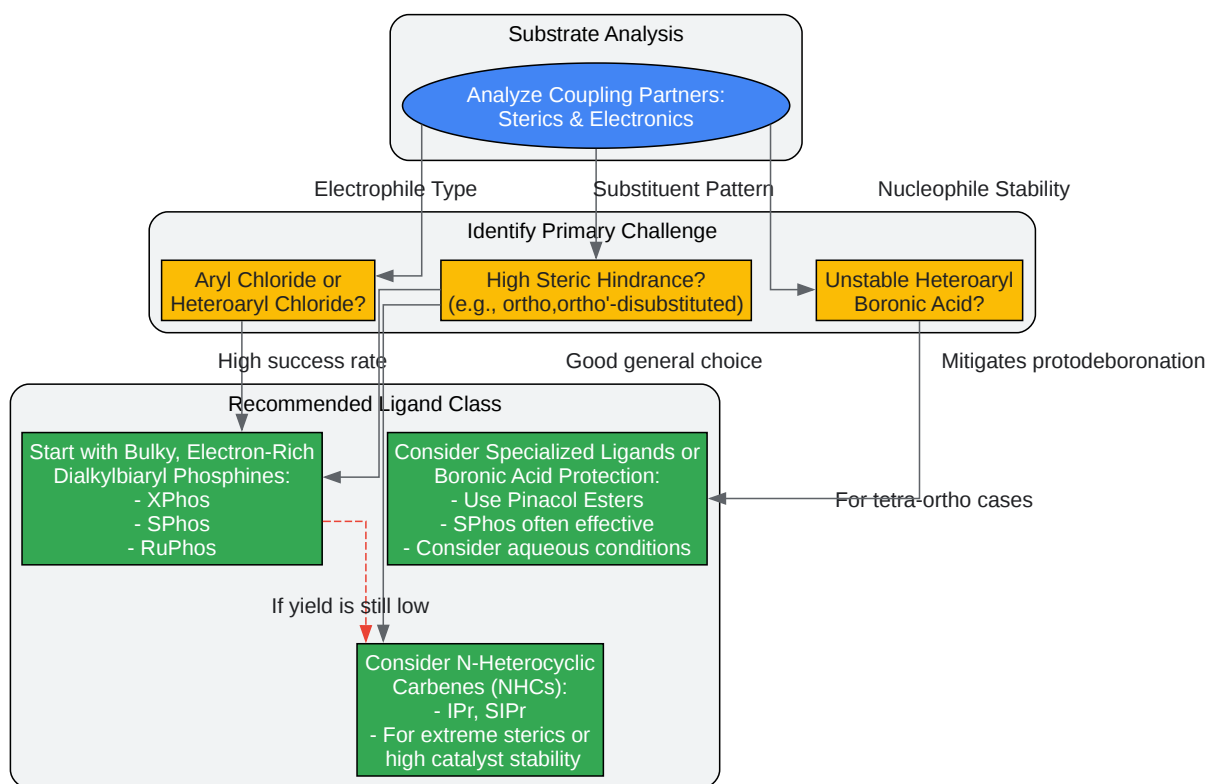 Substrate Analysis
Analyze Coupling Partners:
Sterics & Electronics
Electrophile Type
Substituent Pattern
Nucleophile Stability
Identify Primary Challenge
Aryl Chloride or
Heteroaryl Chloride?
High Steric Hindrance?
(e.g., ortho,ortho'-disubstituted)
Unstable Heteroaryl
Boronic Acid?
High success rate
Good general choice
Mitigates protodeboronation
Recommended Ligand Class
Start with Bulky, Electron-Rich
Dialkylbiaryl Phosphines:
- XPhos
- SPhos
- RuPhos
Consider Specialized Ligands or
Boronic Acid Protection:
- Use Pinacol Esters
- SPhos often effective
- Consider aqueous conditions
For tetra-ortho cases
If yield is still low
Consider N-Heterocyclic
Carbenes (NHCs):
- IPr, SIPr
- For extreme sterics or
high catalyst stability